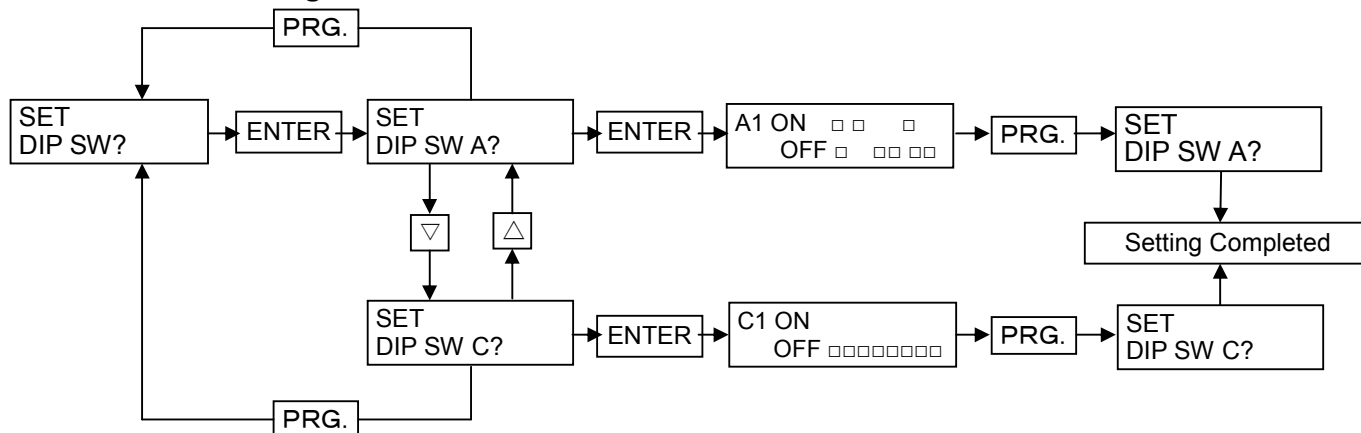 PRG.
SET
DIP SW?
ENTER
SET
DIP SW A?
ENTER
A1 ON □ □ □
OFF □ □□ □□
PRG.
SET
DIP SW A?
▽
△
Setting Completed
SET
DIP SW C?
ENTER
C1 ON
OFF □□□□□□□□
PRG.
SET
DIP SW C?
PRG.